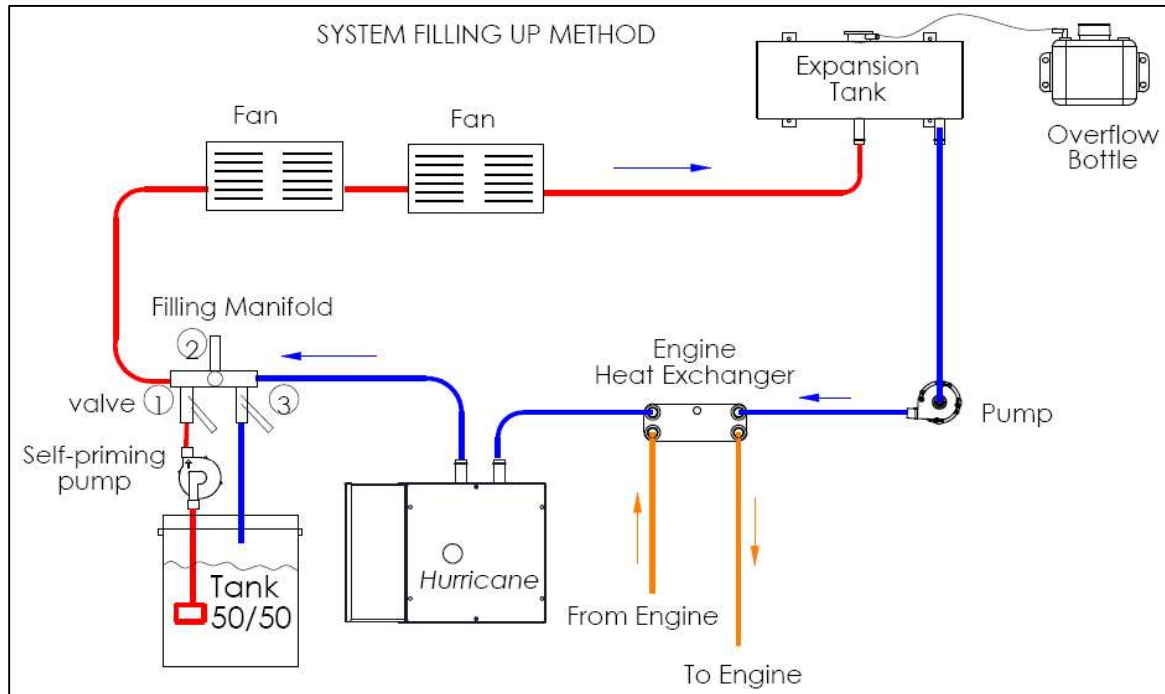 SYSTEM FILLING UP METHOD
Expansion
Tank
Overflow
Bottle
Fan
Fan
Filling Manifold
2
valve 1
3
Self-priming
pump
Tank
50/50
Hurricane
Engine
Heat Exchanger
Pump
From Engine
To Engine